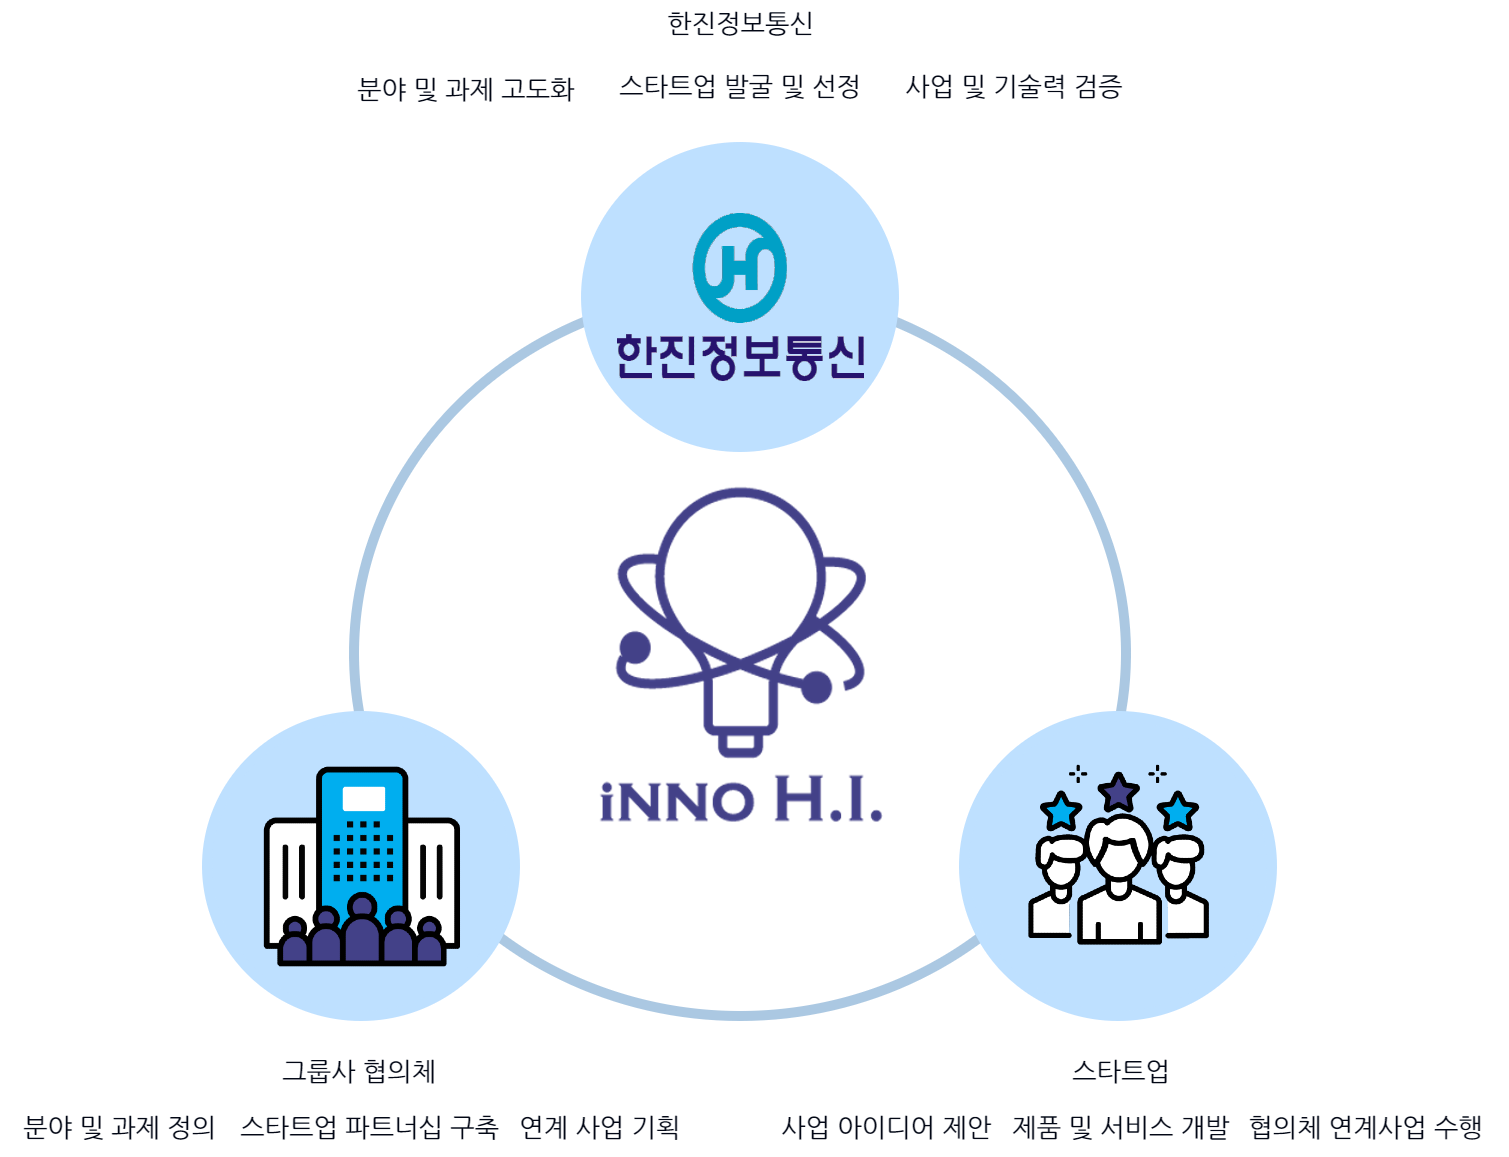 한진정보통신
분야 및 과제 고도화 스타트업 발굴 및 선정 사업 및 기술력 검증
한진정보통신
iNNO H.I.
그룹사 협의체
스타트업
분야 및 과제 정의 스타트업 파트너십 구축 연계 사업 기획
사업 아이디어 제안 제품 및 서비스 개발 협의체 연계사업 수행